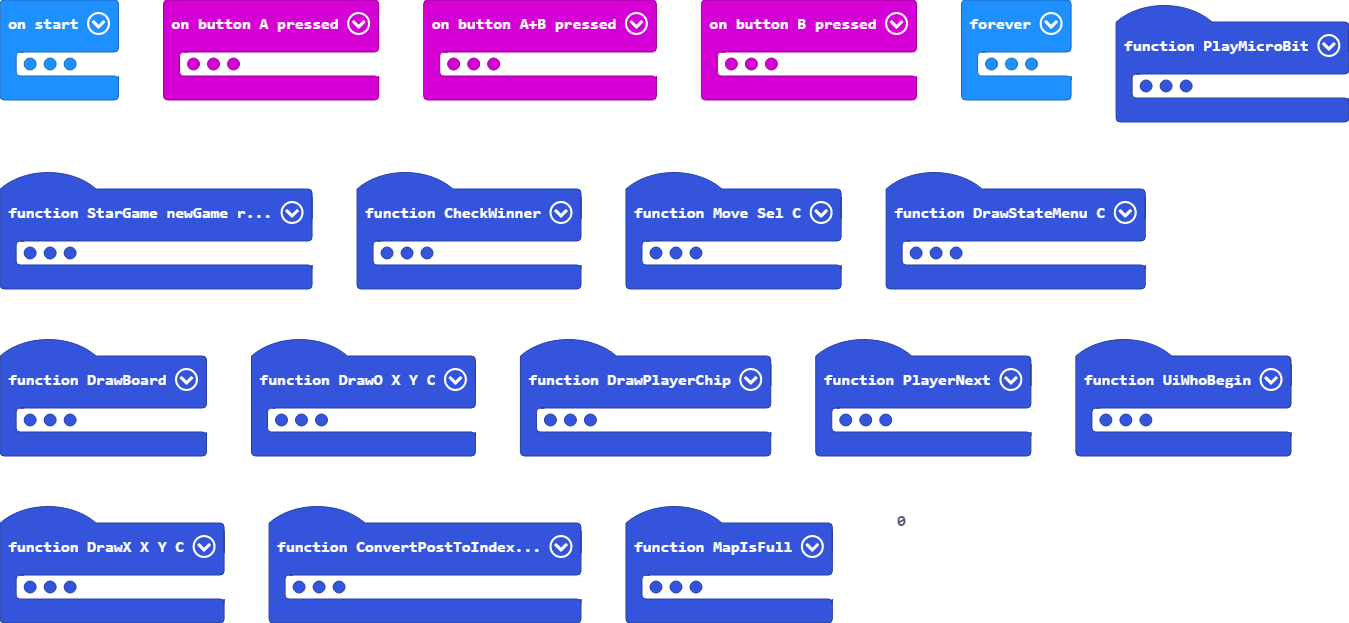 on start
on button A pressed
on button A+B pressed
on button B pressed
forever
function PlayMicroBit
function StarGame newGame r...
function CheckWinner
function Move Sel C
function DrawStateMenu C
function DrawBoard
function DrawO X Y C
function DrawPlayerChip
function PlayerNext
function UiWhoBegin
function DrawX X Y C
function ConvertPostToIndex...
function MapIsFull
0